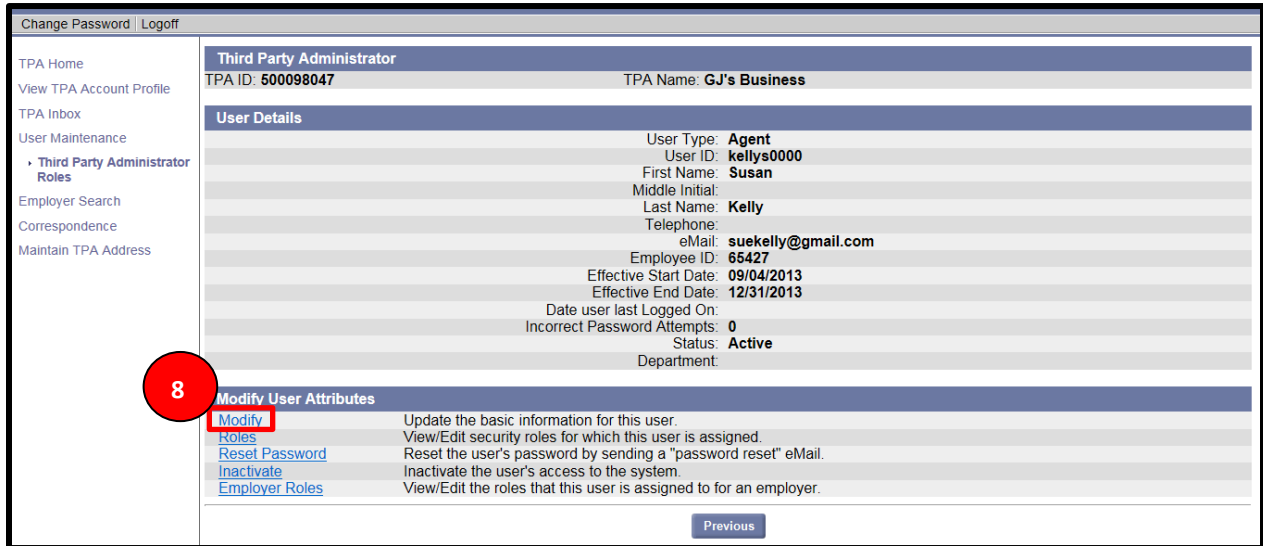 Change Password | Logoff
TPA Home
View TPA Account Profile
TPA Inbox
User Maintenance
Third Party Administrator
Roles
Employer Search
Correspondence
Maintain TPA Address
Third Party Administrator
TPA ID: 500098047 TPA Name: GJ's Business
User Details
User Type: Agent
User ID: kellys0000
First Name: Susan
Middle Initial:
Last Name: Kelly
Telephone:
eMail: suekelly@gmail.com
Employee ID: 65427
Effective Start Date: 09/04/2013
Effective End Date: 12/31/2013
Date user last Logged On:
Incorrect Password Attempts: 0
Status: Active
Department:
8
Modify User Attributes
Modify Update the basic information for this user.
Roles View/Edit security roles for which this user is assigned.
Reset Password Reset the user's password by sending a "password reset" eMail.
Inactivate Inactivate the user's access to the system.
Employer Roles View/Edit the roles that this user is assigned to for an employer.
Previous